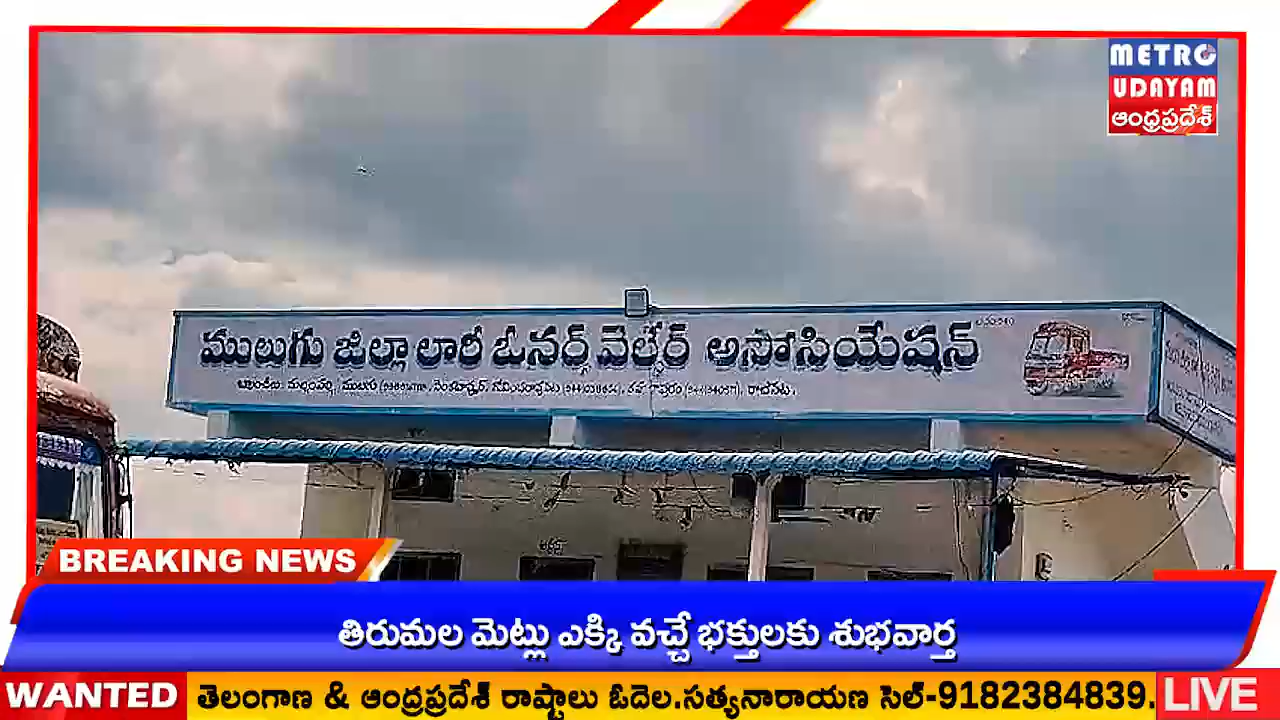 METRO
UDAYAM
ఆంధ్రప్రదేశ్
ములుగు జిల్లా లారీ ఓనర్స్ వెల్ఫేర్ అసోసియేషన్
BREAKING NEWS
తిరుమల మెట్లు ఎక్కి వచ్చే భక్తులకు శుభవార్త
WANTED తెలంగాణ & ఆంధ్రప్రదేశ్ రాష్టాలు ఓదెల.సత్యనారాయణ సెల్-9182384839. LIVE